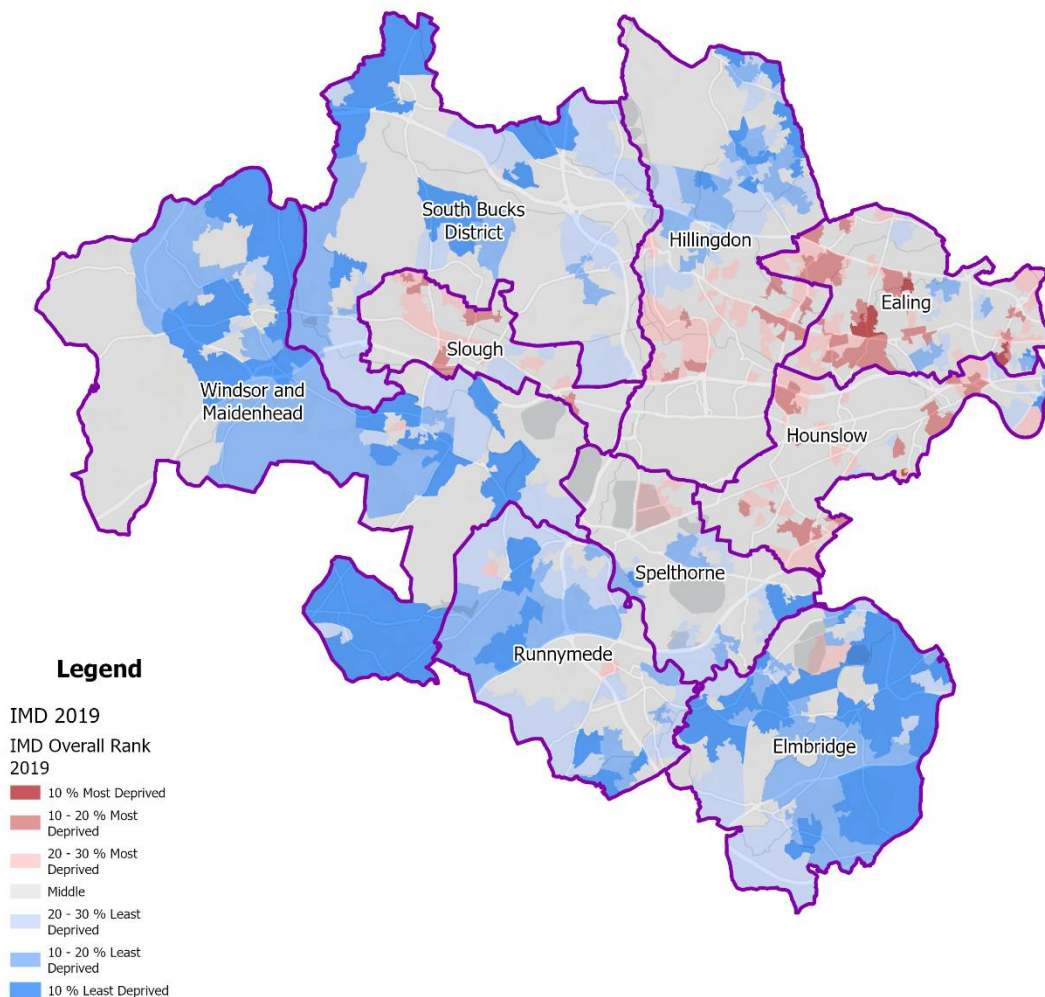 South Bucks
District
Hillingdon
Ealing
Slough
Windsor and
Maidenhead
Hounslow
Spelthorne
Runnymede
Elmbridge
Legend
IMD 2019
IMD Overall Rank
2019
10 % Most Deprived
10 - 20 % Most
Deprived
20 - 30 % Most
Deprived
Middle
20 - 30 % Least
Deprived
10 - 20 % Least
Deprived
10 % Least Deprived